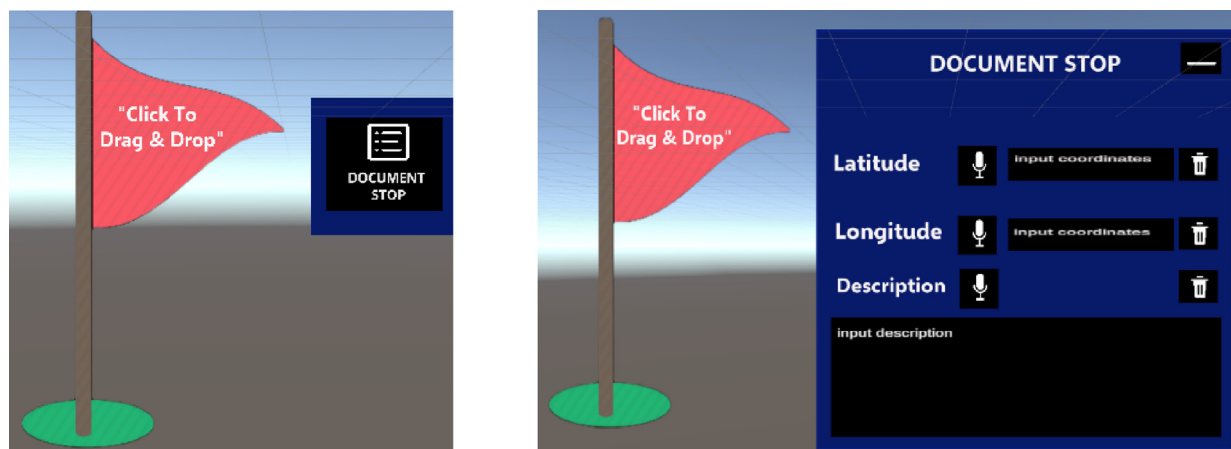 "Click To
Drag & Drop"
DOCUMENT
STOP
"Click To
Drag & Drop"
DOCUMENT STOP
Latitude
input coordinates
Longitude
input coordinates
Description
input description